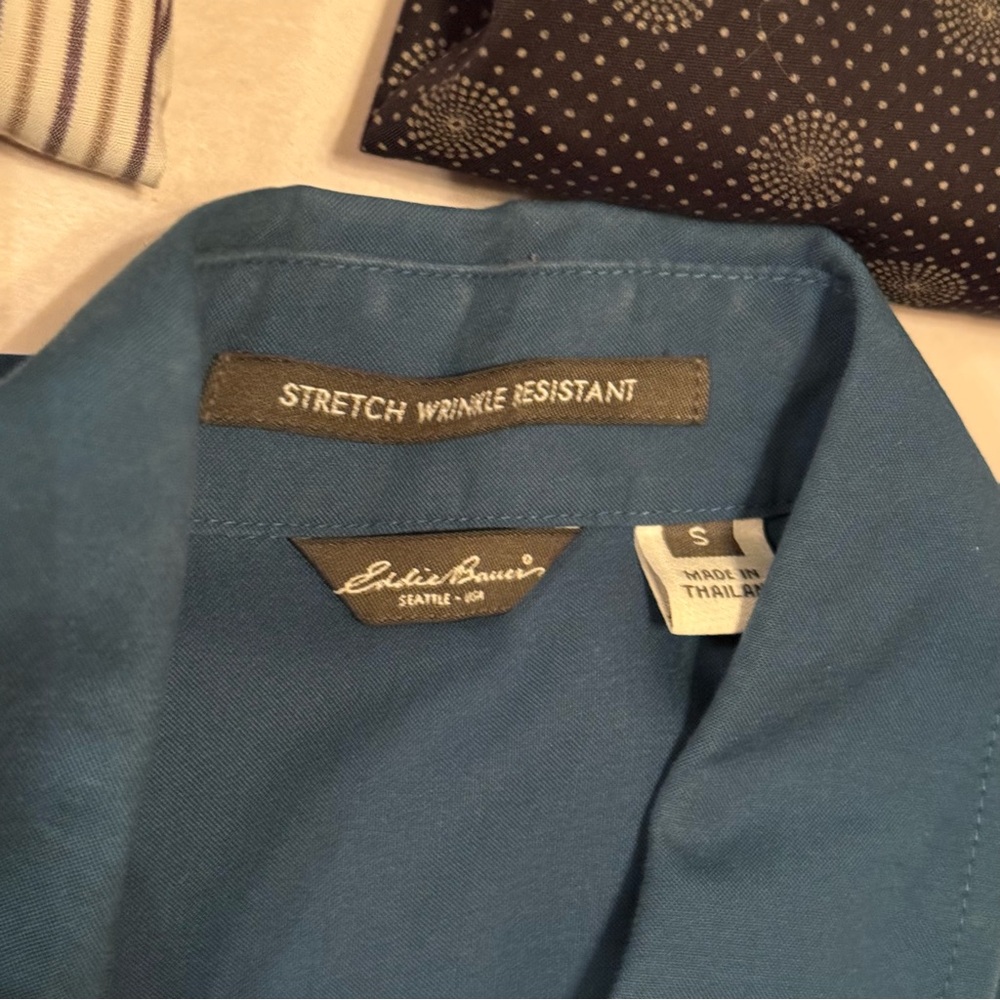 STRETCH WRINKLE RESISTANT
Eddie Bauer
SEATTLE - USA
S
MADE IN
THAILAN